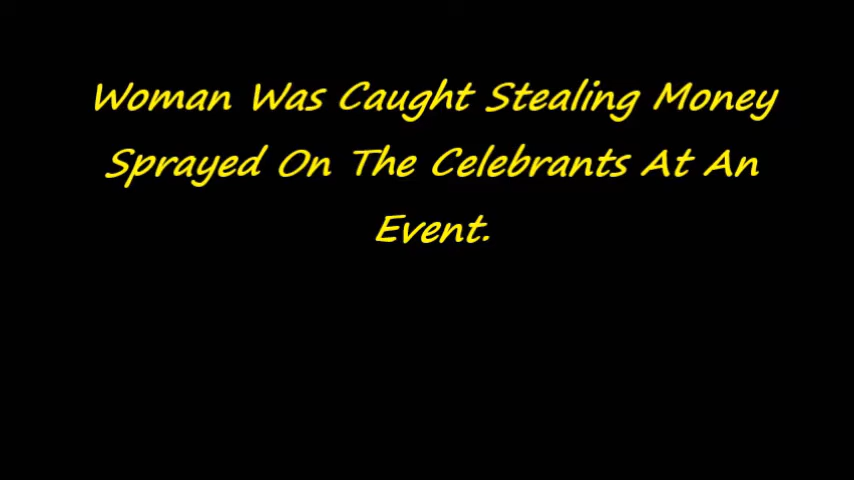 Woman Was Caught Stealing Money
Sprayed On The Celebrants At An
Event.